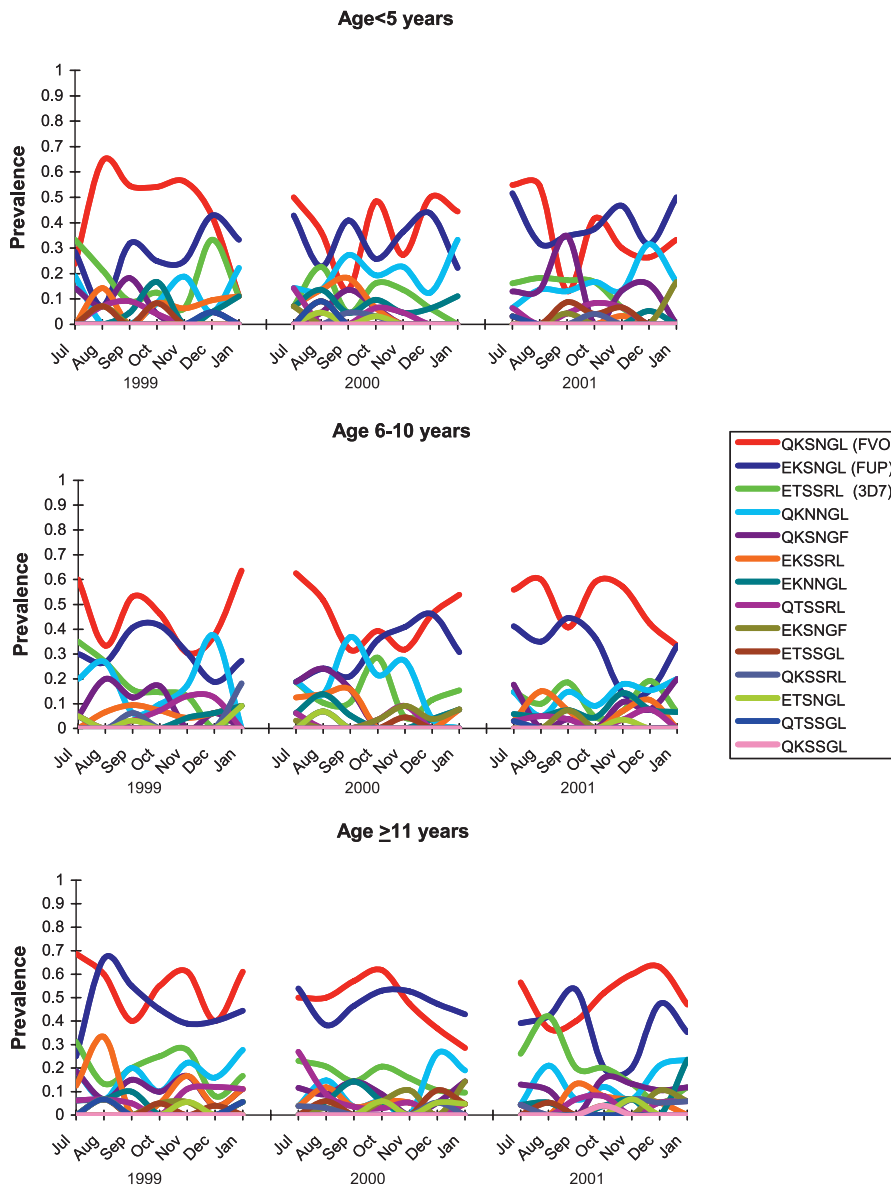 Age<5 years
Prevalence
1
0.9
0.8
0.7
0.6
0.5
0.4
0.3
0.2
0.1
0
Jul Aug Sep Oct Nov Dec Jan Jul Aug Sep Oct Nov Dec Jan Jul Aug Sep Oct Nov Dec Jan
1999 2000 2001
Age 6-10 years
Prevalence
1
0.9
0.8
0.7
0.6
0.5
0.4
0.3
0.2
0.1
0
Jul Aug Sep Oct Nov Dec Jan Jul Aug Sep Oct Nov Dec Jan Jul Aug Sep Oct Nov Dec Jan
1999 2000 2001
QKSNGL (FVO
EKSNGL (FUP)
ETSSRL (3D7)
QKNNGL
QKSNGF
EKSSRL
EKNNGL
QTSSRL
EKSNGF
ETSSGL
QKSSRL
ETSNGL
QTSSGL
QKSSGL
Age ≥11 years
Prevalence
1
0.9
0.8
0.7
0.6
0.5
0.4
0.3
0.2
0.1
0
Jul Aug Sep Oct Nov Dec Jan Jul Aug Sep Oct Nov Dec Jan Jul Aug Sep Oct Nov Dec Jan
1999 2000 2001